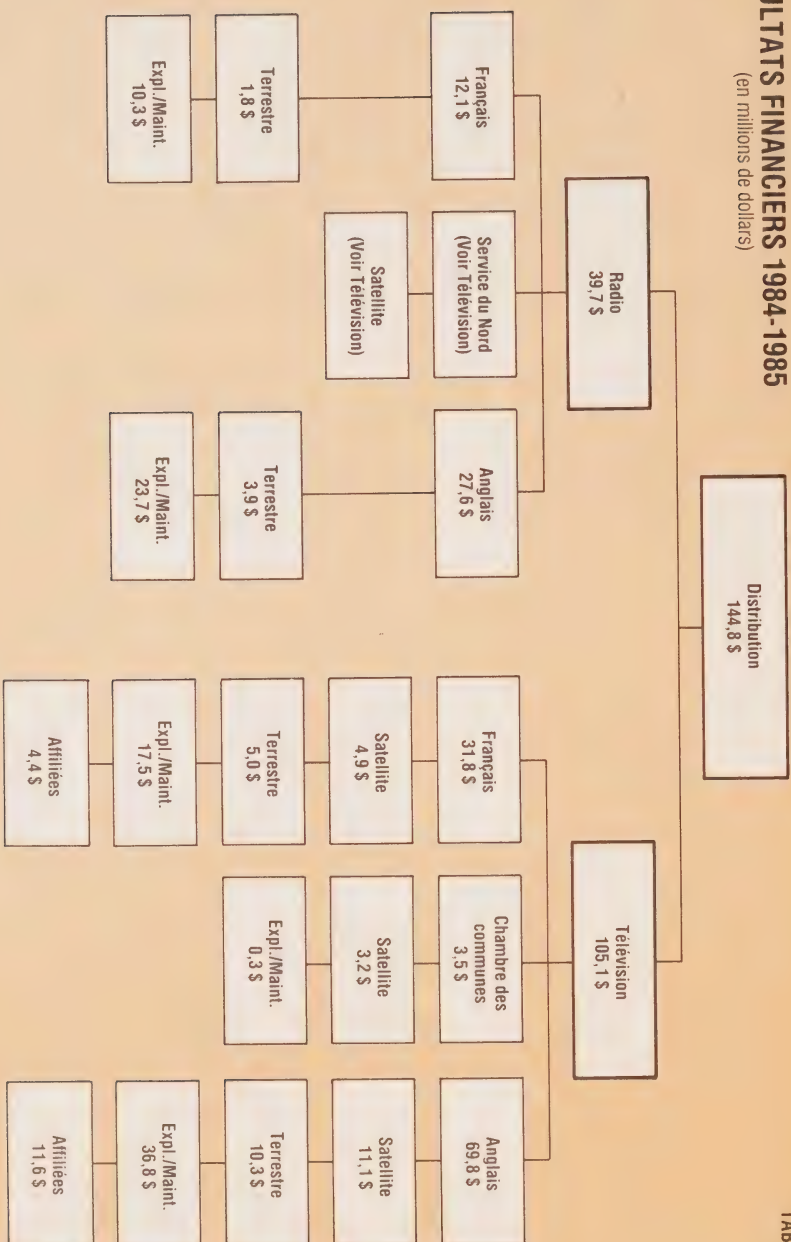 FINANCIERS 1984-1985
(en millions de dollars)
TAB
Distribution
144,8 $
Radio
39,7 $
Télévision
105,1 $
Français
12,1 $
Service du Nord
(Voir Télévision)
Anglais
27,6 $
Français
31,8 $
Chambre des
communes
3,5 $
Anglais
69,8 $
Satellite
(Voir Télévision)
Satellite
4,9 $
Satellite
3,2 $
Satellite
11,1 $
Terrestre
1,8 $
Terrestre
3,9 $
Terrestre
5,0 $
Expl./Maint.
0,3 $
Terrestre
10,3 $
Expl./Maint.
10,3 $
Expl./Maint.
23,7 $
Expl./Maint.
17,5 $
Expl./Maint.
36,8 $
Affiliées
4,4 $
Affiliées
11,6 $